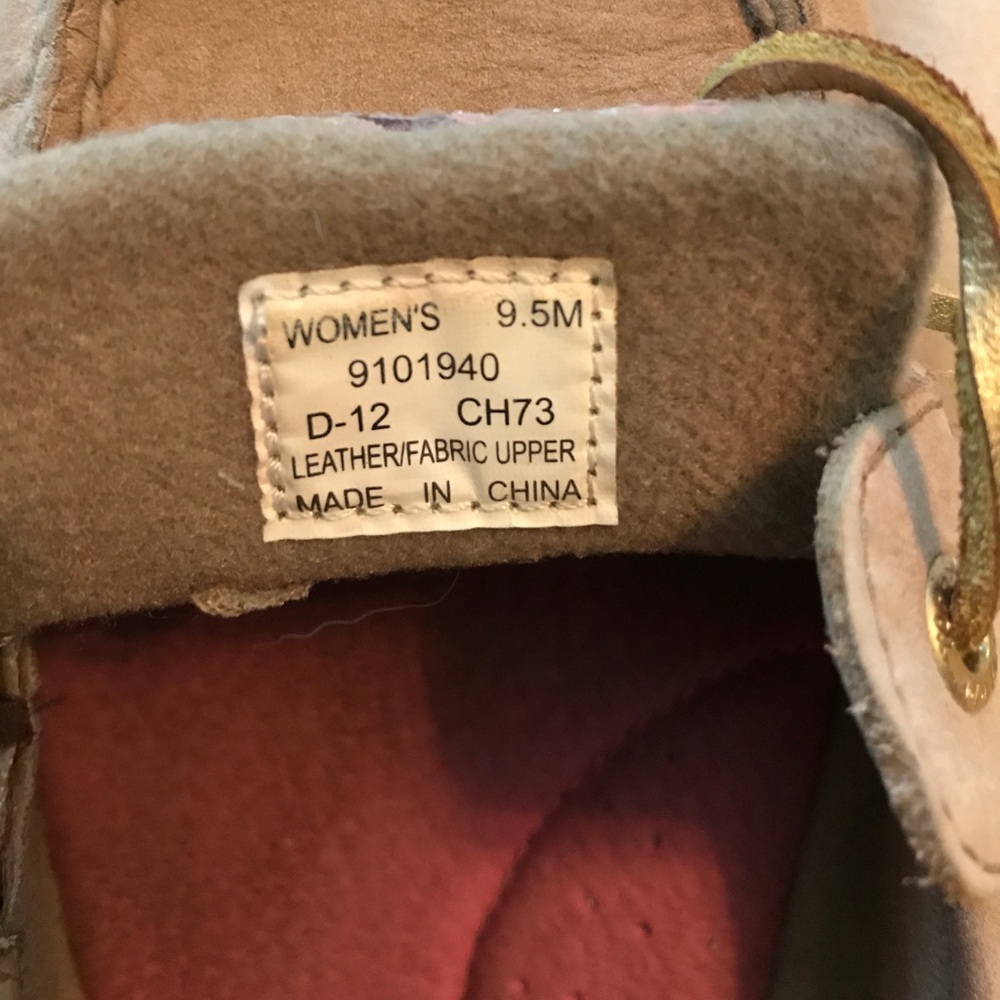 WOMEN'S 9.5M
9101940
D-12 CH73
LEATHER/FABRIC UPPER
MADE IN CHINA